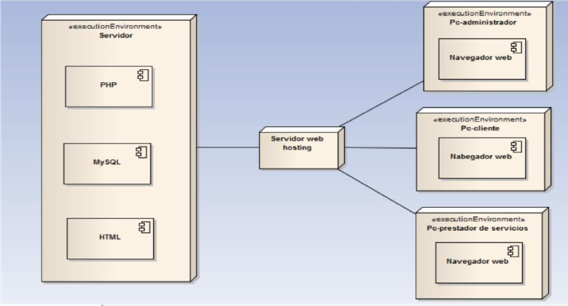 «executionEnvironment»
Servidor
PHP
MySQL
HTML
Servidor web
hosting
«executionEnvironment»
Pc-administrador
Navegador web
«executionEnvironment»
Pc-cliente
Nabegador web
«executionEnvironment»
Pc-prestador de servicios
Navegador web